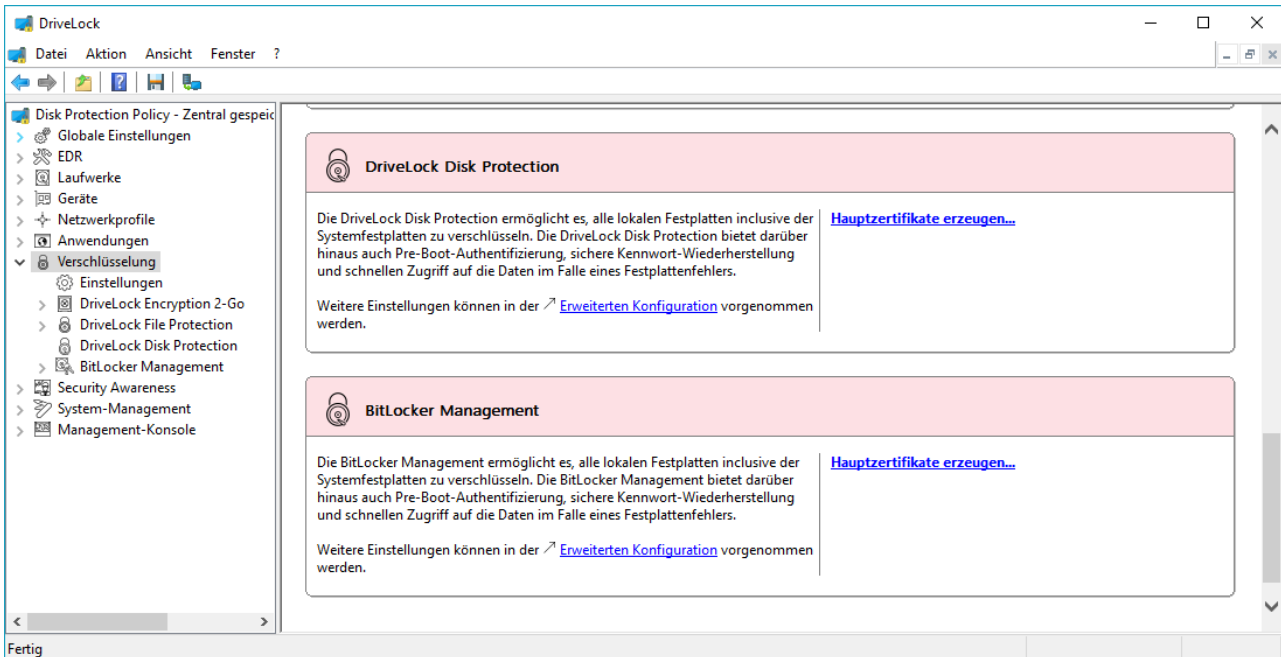 DriveLock
Datei Aktion Ansicht Fenster ?
Disk Protection Policy - Zentral gespeic
Globale Einstellungen
EDR
Laufwerke
Geräte
Netzwerkprofile
Anwendungen
Verschlüsselung
Einstellungen
DriveLock Encryption 2-Go
DriveLock File Protection
DriveLock Disk Protection
BitLocker Management
Security Awareness
System-Management
Management-Konsole
DriveLock Disk Protection
Die DriveLock Disk Protection ermöglicht es, alle lokalen Festplatten inclusive der
Systemfestplatten zu verschlüsseln. Die DriveLock Disk Protection bietet darüber
hinaus auch Pre-Boot-Authentifizierung, sichere Kennwort-Wiederherstellung
und schnellen Zugriff auf die Daten im Falle eines Festplattenfehlers.
Weitere Einstellungen können in der Erweiterten Konfiguration vorgenommen
werden.
Hauptzertifikate erzeugen...
BitLocker Management
Die BitLocker Management ermöglicht es, alle lokalen Festplatten inclusive der
Systemfestplatten zu verschlüsseln. Die BitLocker Management bietet darüber
hinaus auch Pre-Boot-Authentifizierung, sichere Kennwort-Wiederherstellung
und schnellen Zugriff auf die Daten im Falle eines Festplattenfehlers.
Weitere Einstellungen können in der Erweiterten Konfiguration vorgenommen
werden.
Hauptzertifikate erzeugen...
Fertig